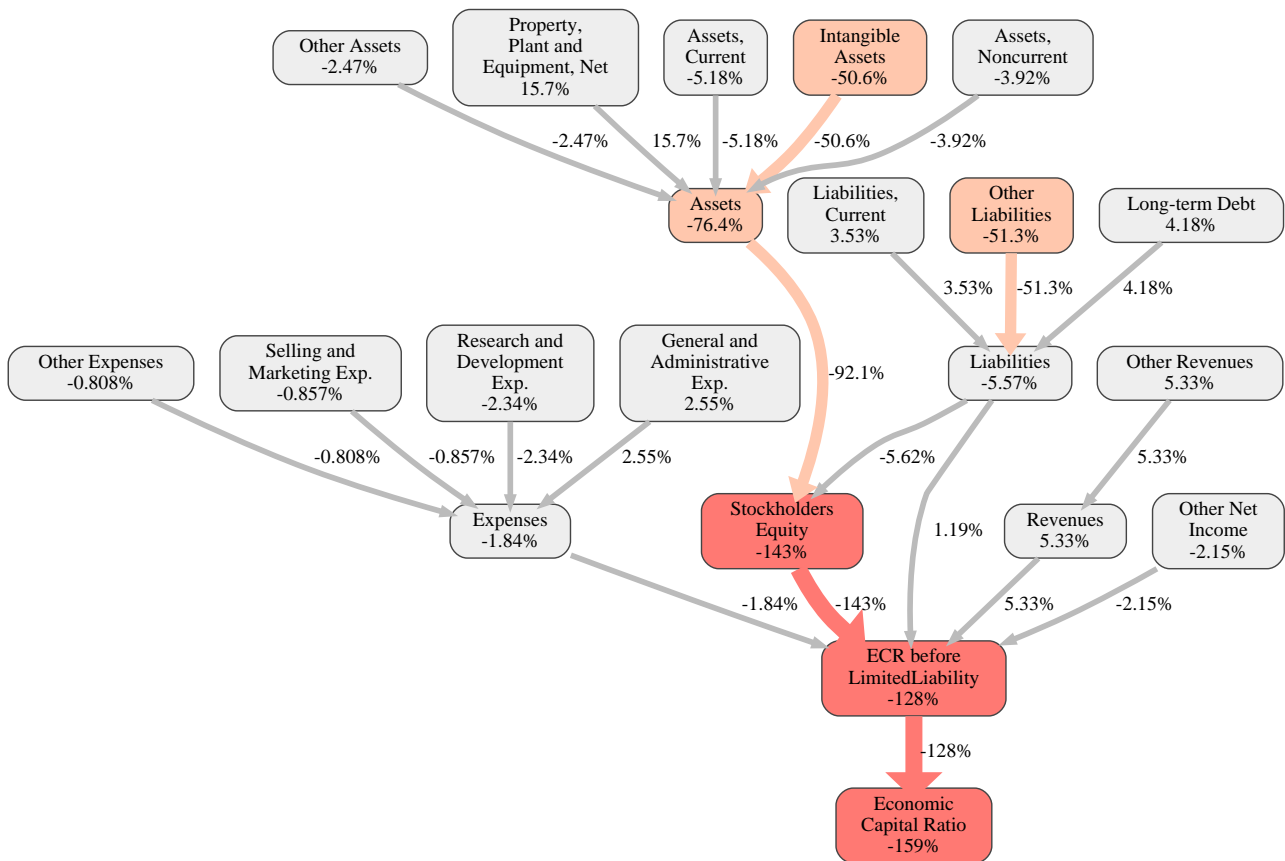 Other Assets
-2.47%
Property,
Plant and
Equipment, Net
15.7%
Assets,
Current
-5.18%
Intangible
Assets
-50.6%
Assets,
Noncurrent
-3.92%
-2.47%
15.7%
-5.18%
-50.6%
-3.92%
Assets
-76.4%
Liabilities,
Current
3.53%
Other
Liabilities
-51.3%
Long-term Debt
4.18%
3.53%
-51.3%
4.18%
Other Expenses
-0.808%
Selling and
Marketing Exp.
-0.857%
Research and
Development
Exp.
-2.34%
General and
Administrative
Exp.
2.55%
-92.1%
Liabilities
-5.57%
Other Revenues
5.33%
-0.808%
-0.857%
-2.34%
2.55%
-5.62%
5.33%
Expenses
-1.84%
Stockholders
Equity
-143%
1.19%
Revenues
5.33%
Other Net
Income
-2.15%
-1.84%
-143%
5.33%
-2.15%
ECR before
LimitedLiability
-128%
-128%
Economic
Capital Ratio
-159%